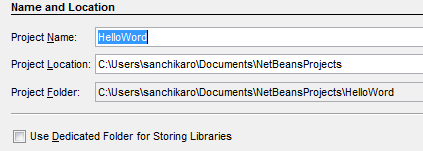 Name and Location
Project Name: HelloWord
Project Location: C:\Users\sanchikaro\Documents\NetBeansProjects
Project Folder: C:\Users\sanchikaro\Documents\NetBeansProjects\HelloWord
Use Dedicated Folder for Storing Libraries